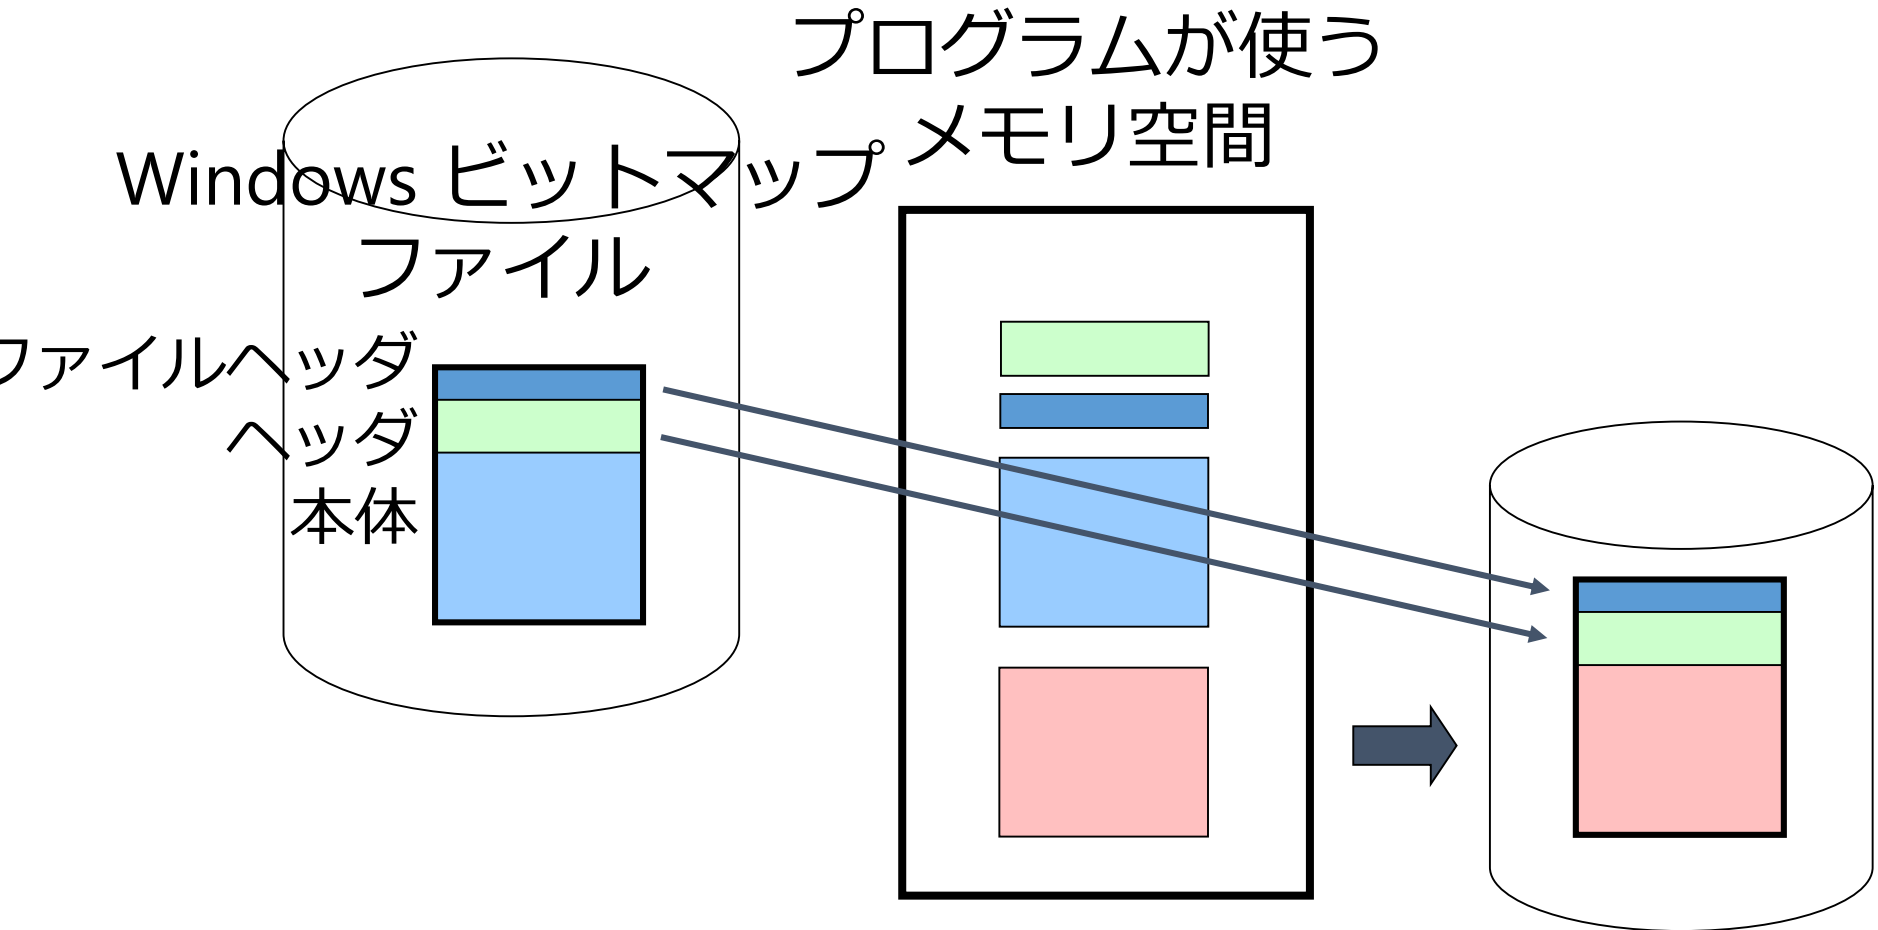 プログラムが使う
メモリ空間
Windows ビットマップ
ファイル
ファイルヘッダ
ヘッダ
本体